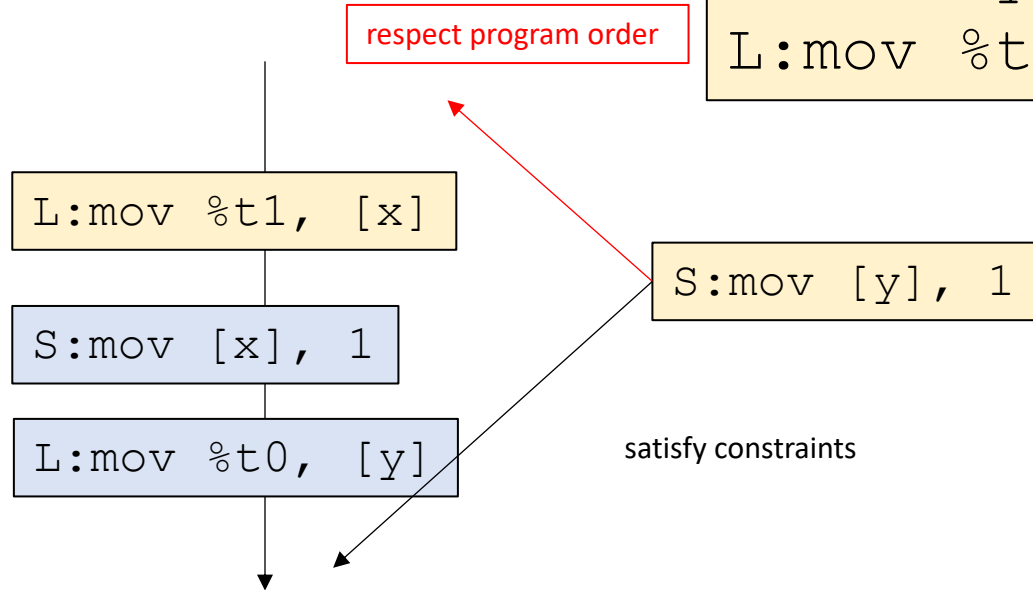 respect program order
L:mov %t
L:mov %t1, [x]
S:mov [y], 1
S:mov [x], 1
L:mov %t0, [y]
satisfy constraints